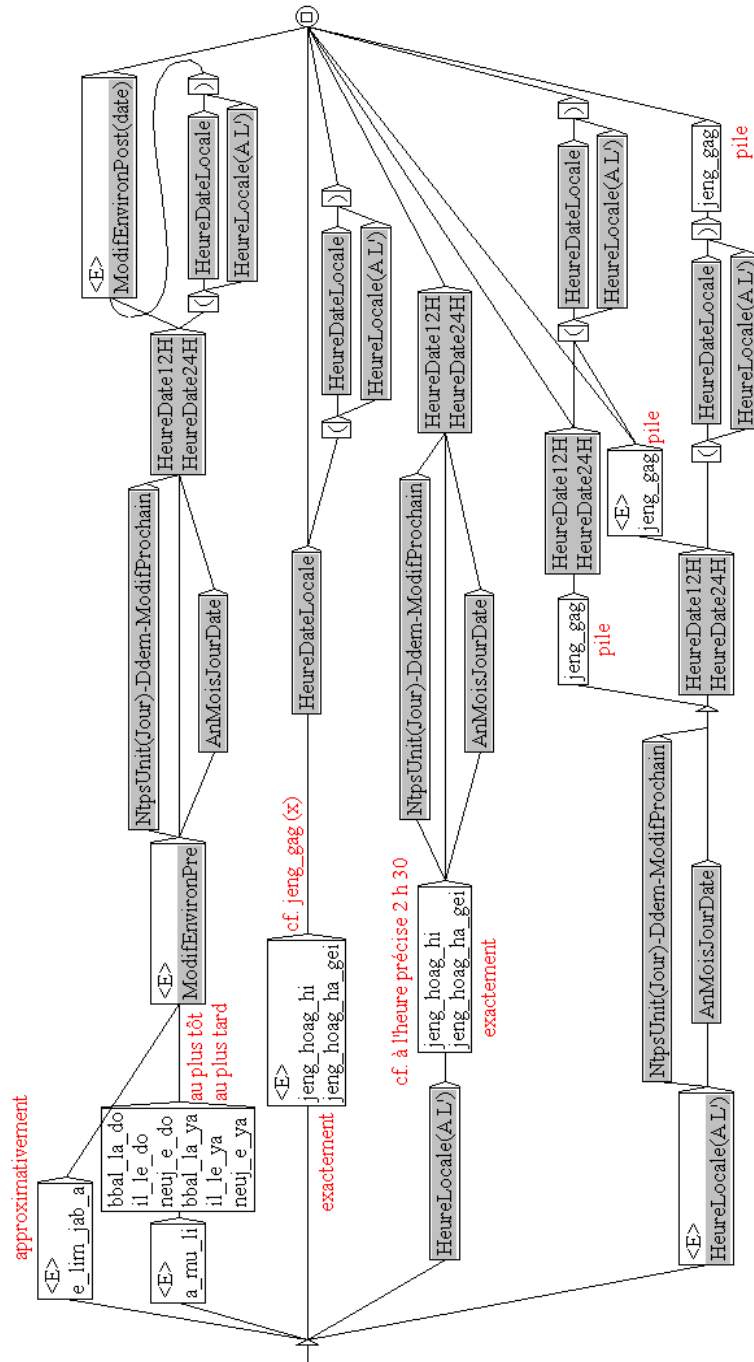 approximativement
<E>
e_lim_jab_a
<E>
a_mu_li
bbal_la_do
il_le_do
neuj_e_do
bbal_la_ya
il_le_ya
neuj_e_ya
au plus tôt
au plus tard
<E>
ModifEnvironPre
NtpsUnit(Jour)-Ddem-ModifProchain
AnMoisJourDate
HeureDate12H
HeureDate24H
<E>
ModifEnvironPost(date)
(
HeureDateLocale
HeureLocale(A L')
)
<E>
jeng_hoag_hi
jeng_hoag_ha_gei
exactement
cf. jeng_gag (x)
HeureDateLocale
(
HeureDateLocale
HeureLocale(A L')
)
HeureLocale(A L')
cf. à l'heure précise 2 h 30
jeng_hoag_hi
jeng_hoag_ha_gei
exactement
NtpsUnit(Jour)-Ddem-ModifProchain
AnMoisJourDate
HeureDate12H
HeureDate24H
<E>
HeureLocale(A L')
NtpsUnit(Jour)-Ddem-ModifProchain
AnMoisJourDate
jeng_gag
pile
HeureDate12H
HeureDate24H
(
HeureDateLocale
HeureLocale(A L')
)
HeureDate12H
HeureDate24H
<E>
jeng_gag
pile
(
HeureDateLocale
HeureLocale(A L')
)
jeng_gag
pile